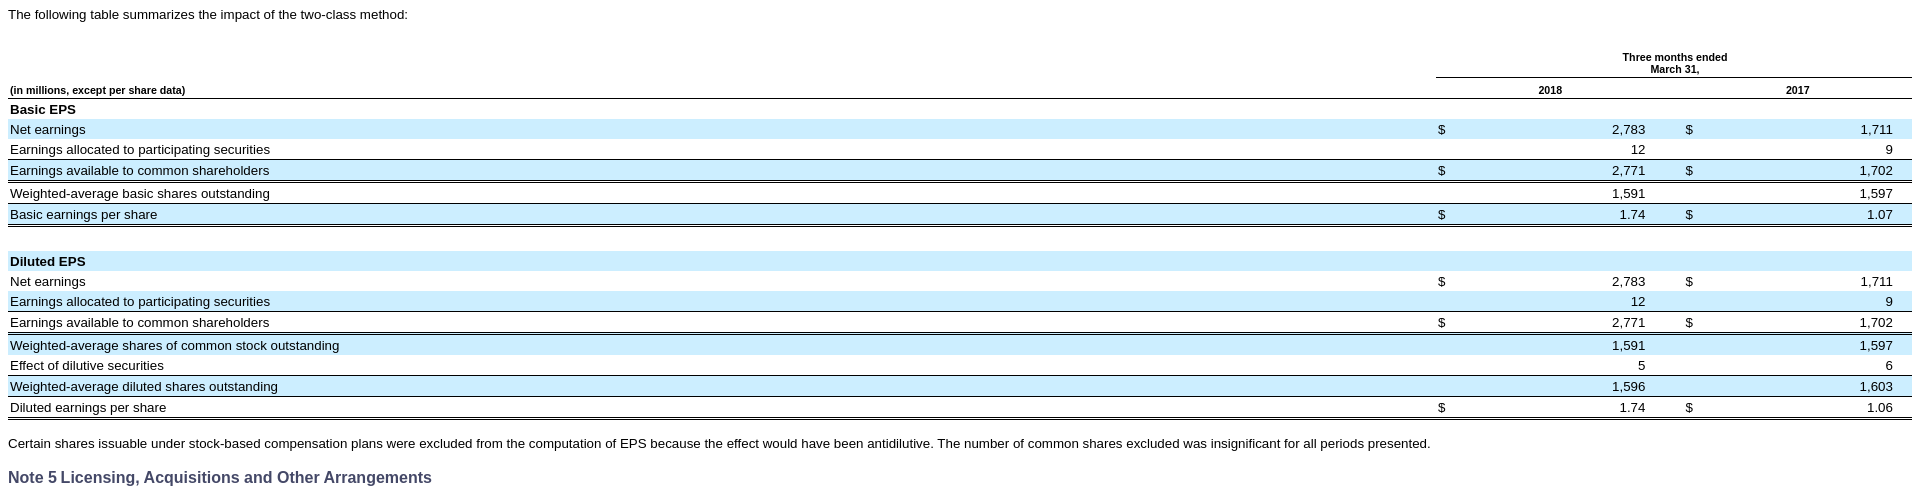 The following table summarizes the impact of the two-class method:
Three months ended
March 31,
(in millions, except per share data) 2018 2017
Basic EPS
Net earnings $ 2,783 $ 1,711
Earnings allocated to participating securities 12 9
Earnings available to common shareholders $ 2,771 $ 1,702
Weighted-average basic shares outstanding 1,591 1,597
Basic earnings per share $ 1.74 $ 1.07
Diluted EPS
Net earnings $ 2,783 $ 1,711
Earnings allocated to participating securities 12 9
Earnings available to common shareholders $ 2,771 $ 1,702
Weighted-average shares of common stock outstanding 1,591 1,597
Effect of dilutive securities 5 6
Weighted-average diluted shares outstanding 1,596 1,603
Diluted earnings per share $ 1.74 $ 1.06
Certain shares issuable under stock-based compensation plans were excluded from the computation of EPS because the effect would have been antidilutive. The number of common shares excluded was insignificant for all periods presented.
Note 5 Licensing, Acquisitions and Other Arrangements